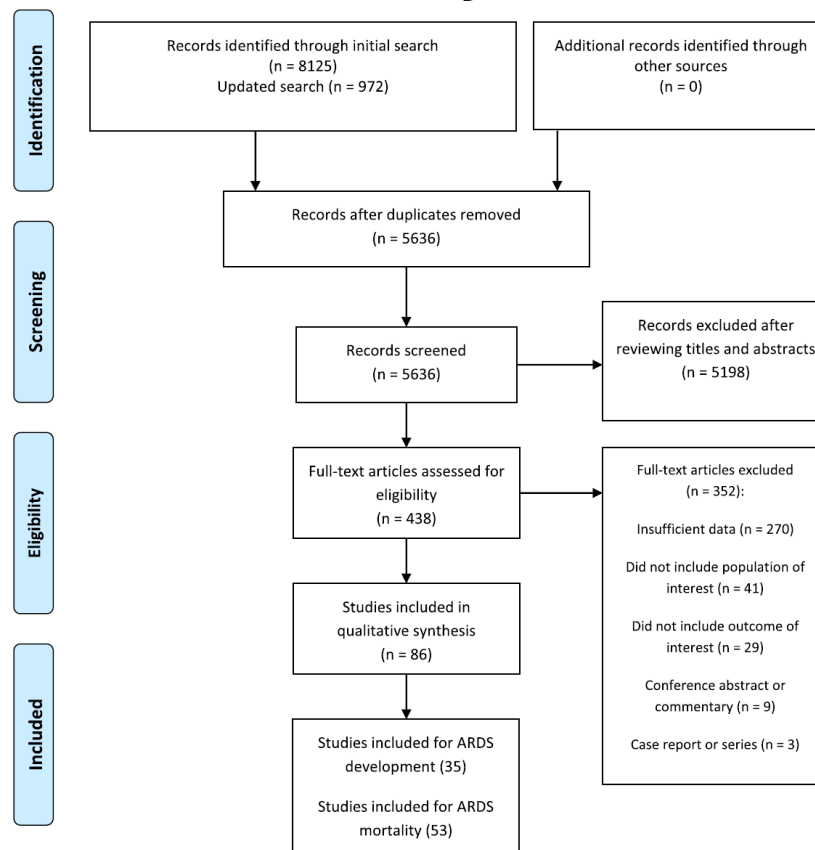 Identification
Records identified through initial search
(n = 8125)
Updated search (n = 972)
Additional records identified through
other sources
(n = 0)
Records after duplicates removed
(n = 5636)
Screening
Records screened
(n = 5636)
Records excluded after
reviewing titles and abstracts
(n = 5198)
Eligibility
Full-text articles assessed for
eligibility
(n = 438)
Full-text articles excluded
(n = 352):
Insufficient data (n = 270)
Did not include population of
interest (n = 41)
Did not include outcome of
interest (n = 29)
Conference abstract or
commentary (n = 9)
Case report or series (n = 3)
Studies included in
qualitative synthesis
(n = 86)
Included
Studies included for ARDS
development (35)
Studies included for ARDS
mortality (53)